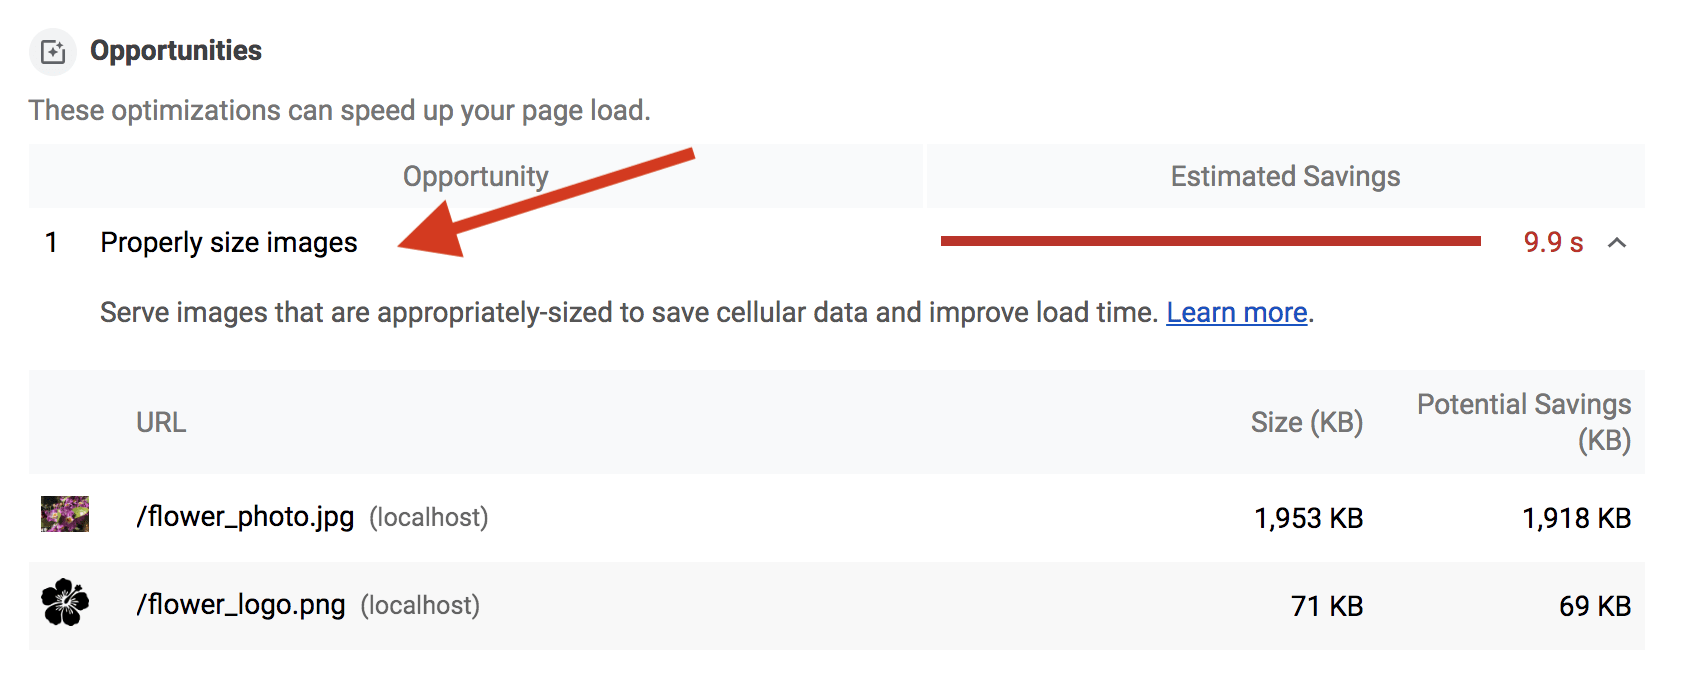 Opportunities
These optimizations can speed up your page load.
Opportunity Estimated Savings
1 Properly size images 9.9 s
Serve images that are appropriately-sized to save cellular data and improve load time. Learn more.
URL Size (KB) Potential Savings (KB)
/flower_photo.jpg (localhost) 1,953 KB 1,918 KB
/flower_logo.png (localhost) 71 KB 69 KB